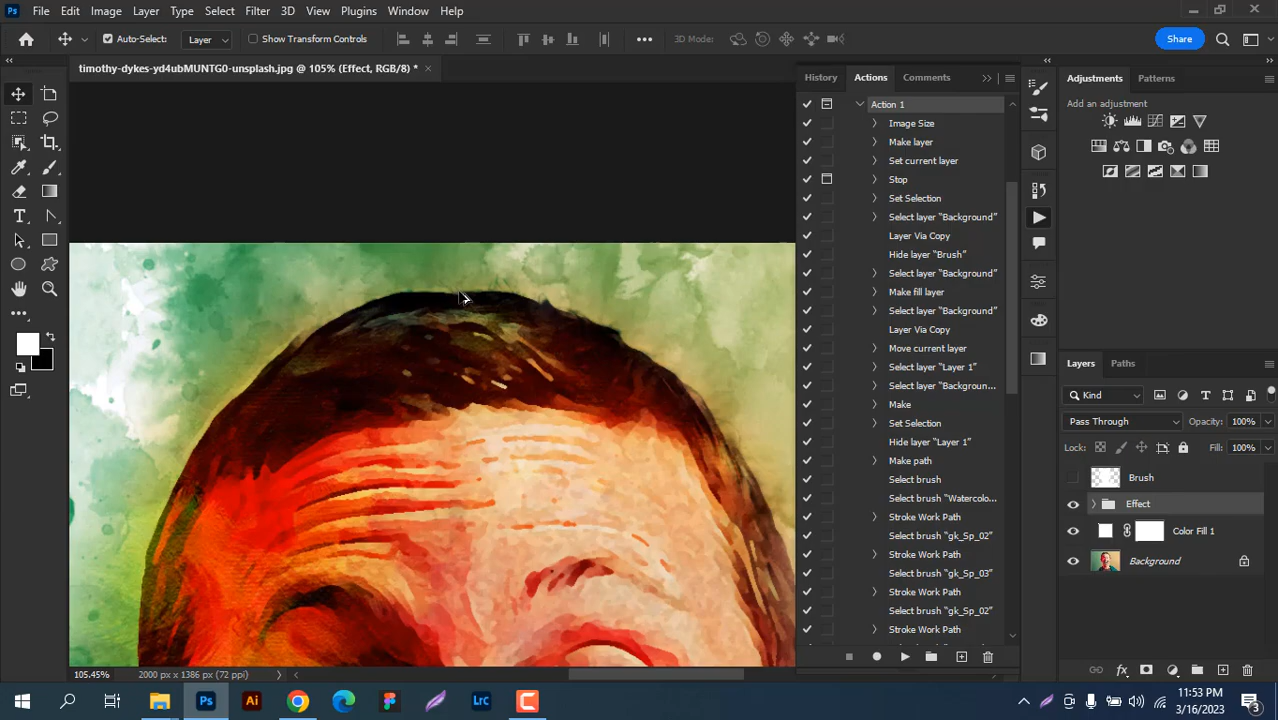 Ps File Edit Image Layer Type Select Filter 3D View Plugins Window Help
Auto-Select: Layer Show Transform Controls ••• 3D Mode: Share
timothy-dykes-yd4ubMUNTG0-unsplash.jpg @ 105% (Effect, RGB/8) * ×
History Actions Comments
Action 1
Image Size
Make layer
Set current layer
Stop
Set Selection
Select layer “Background”
Layer Via Copy
Hide layer “Brush”
Select layer “Background”
Make fill layer
Select layer “Background”
Layer Via Copy
Move current layer
Select layer “Layer 1”
Select layer “Backgroun...
Make
Set Selection
Hide layer “Layer 1”
Make path
Select brush
Select brush “Watercolo...
Stroke Work Path
Select brush “gk_Sp_02”
Stroke Work Path
Select brush “gk_Sp_03”
Stroke Work Path
Select brush “gk_Sp_02”
Stroke Work Path
Adjustments Patterns
Add an adjustment
Layers Paths
Kind
Pass Through Opacity: 100%
Lock: Fill: 100%
Brush
Effect
Color Fill 1
Background
105.45% 2000 px x 1386 px (72 ppi)
Ps Ai LrC
11:53 PM
3/16/2023
3